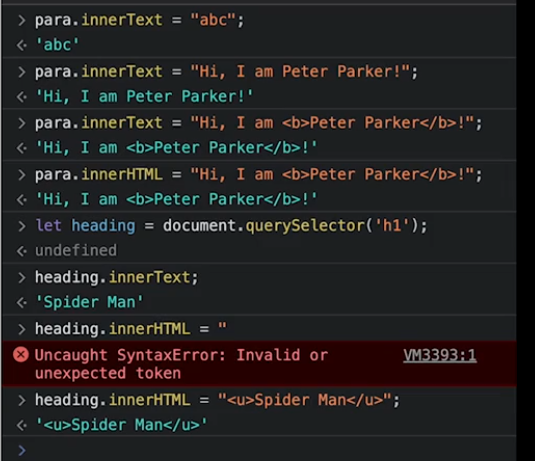 > para.innerText = "abc";
<· 'abc'
> para.innerText = "Hi, I am Peter Parker!";
<· 'Hi, I am Peter Parker!'
> para.innerText = "Hi, I am <b>Peter Parker</b>!";
<· 'Hi, I am <b>Peter Parker</b>!'
> para.innerHTML = "Hi, I am <b>Peter Parker</b>!";
<· 'Hi, I am <b>Peter Parker</b>!'
> let heading = document.querySelector('h1');
<· undefined
> heading.innerText;
<· 'Spider Man'
> heading.innerHTML = "
Uncaught SyntaxError: Invalid or VM3393:1
unexpected token
> heading.innerHTML = "<u>Spider Man</u>";
<· '<u>Spider Man</u>'
>